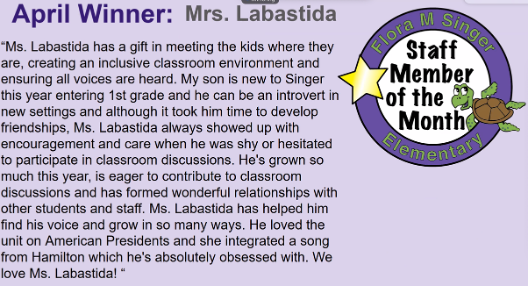 April Winner: Mrs. Labastida
“Ms. Labastida has a gift in meeting the kids where they
are, creating an inclusive classroom environment and
ensuring all voices are heard. My son is new to Singer
this year entering 1st grade and he can be an introvert in
new settings and although it took him time to develop
friendships, Ms. Labastida always showed up with
encouragement and care when he was shy or hesitated
to participate in classroom discussions. He's grown so
much this year, is eager to contribute to classroom
discussions and has formed wonderful relationships with
other students and staff. Ms. Labastida has helped him
find his voice and grow in so many ways. He loved the
unit on American Presidents and she integrated a song
from Hamilton which he's absolutely obsessed with. We
love Ms. Labastida! “
Flora M Singer
Staff
Member
of the
Month
Elementary